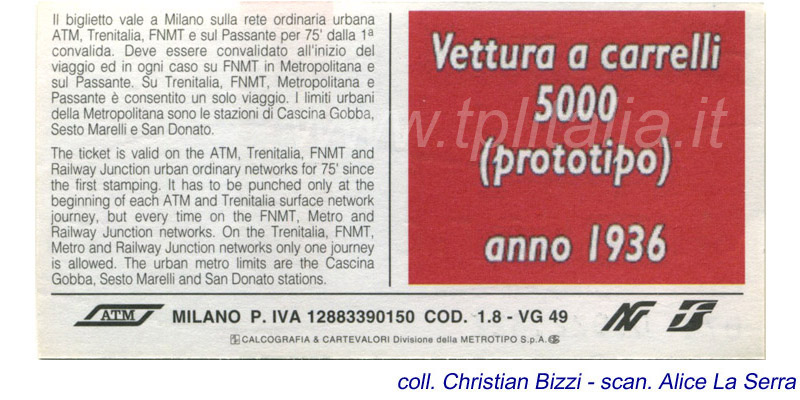 Il biglietto vale a Milano sulla rete ordinaria urbana
ATM, Trenitalia, FNMT e sul Passante per 75' dalla 1ª
convalida. Deve essere convalidato all'inizio del
viaggio ed in ogni caso su FNMT in Metropolitana e
sul Passante. Su Trenitalia, FNMT, Metropolitana e
Passante è consentito un solo viaggio. I limiti urbani
della Metropolitana sono le stazioni di Cascina Gobba,
Sesto Marelli e San Donato.
The ticket is valid on the ATM, Trenitalia, FNMT and
Railway Junction urban ordinary networks for 75' since
the first stamping. It has to be punched only at the
beginning of each ATM and Trenitalia surface network
journey, but every time on the FNMT, Metro and
Railway Junction networks. On the Trenitalia, FNMT,
Metro and Railway Junction networks only one journey
is allowed. The urban metro limits are the Cascina
Gobba, Sesto Marelli and San Donato stations.
Vettura a carrelli
5000
(prototipo)
anno 1936
www.tplitalia.it
ATM MILANO P. IVA 12883390150 COD. 1.8 - VG 49
CALCOGRAFIA & CARTEVALORI Divisione della METROTIPO S.p.A.
coll. Christian Bizzi - scan. Alice La Serra